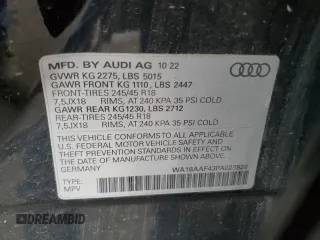 MFD. BY AUDI AG 10 22
GVWR KG 2275, LBS 5015
GAWR FRONT KG 1110, LBS 2447
FRONT-TIRES 245/45 R18
7.5JX18 RIMS, AT 240 KPA 35 PSI COLD
GAWR REAR KG1230, LBS 2712
REAR-TIRES 245/45 R18
7.5JX18 RIMS, AT 240 KPA 35 PSI COLD
THIS VEHICLE CONFORMS TO ALL APPLICABLE
U.S. FEDERAL MOTOR VEHICLE SAFETY
STANDARDS IN EFFECT ON THE DATE OF
MANUFACTURE SHOWN ABOVE.
MADE IN GERMANY
TYPE:
MPV
DREAMBID